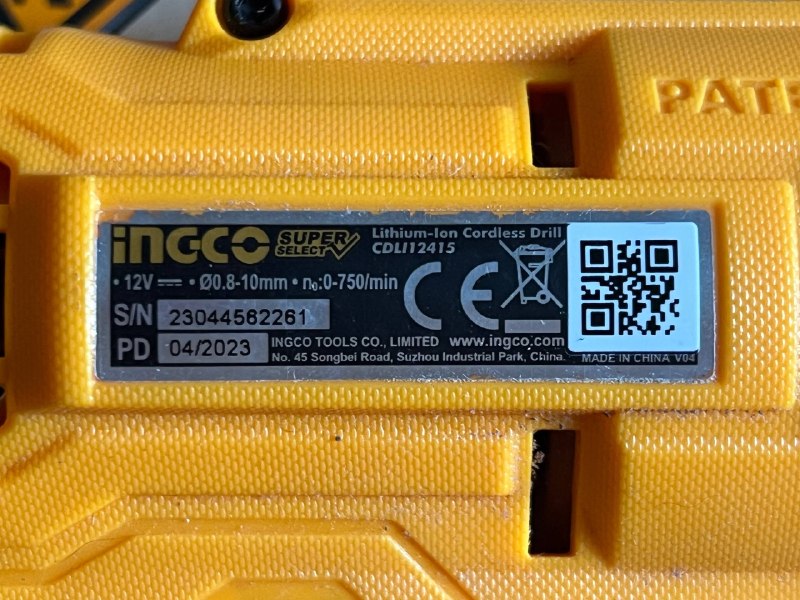 PAT
INGCO SUPER SELECT Lithium-Ion Cordless Drill
CDLI12415
• 12V ⎓ • Ø0.8-10mm • n₀:0-750/min
CE
S/N 23044562261
PD 04/2023 INGCO TOOLS CO., LIMITED www.ingco.com
No. 45 Songbei Road, Suzhou Industrial Park, China.
MADE IN CHINA V04